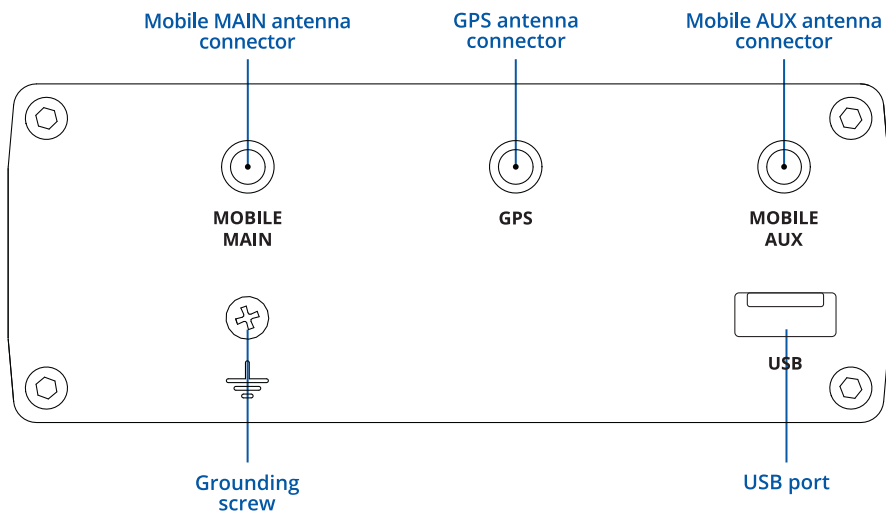 Mobile MAIN antenna
connector
GPS antenna
connector
Mobile AUX antenna
connector
MOBILE
MAIN
GPS
MOBILE
AUX
USB
Grounding
screw
USB port